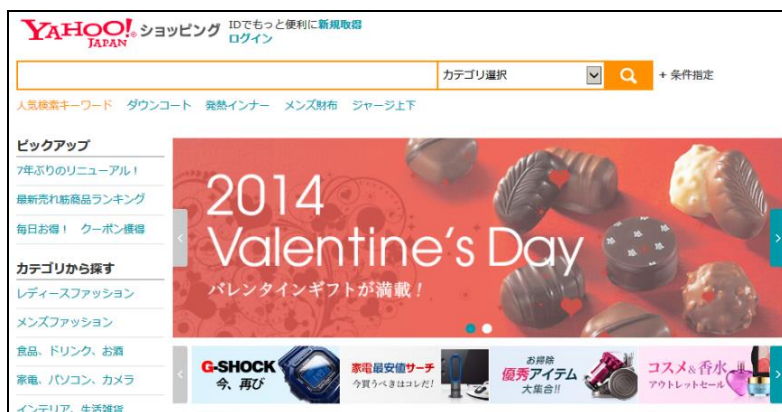 YAHOO! JAPAN ショッピング
IDでもっと便利に新規取得
ログイン
カテゴリ選択
+ 条件指定
人気検索キーワード ダウンコート 発熱インナー メンズ財布 ジャージ上下
ピックアップ
7年ぶりのリニューアル!
最新売れ筋商品ランキング
毎日お得! クーポン獲得
カテゴリから探す
レディースファッション
メンズファッション
食品、ドリンク、お酒
家電、パソコン、カメラ
インテリア、生活雑貨
2014
Valentine's Day
バレンタインギフトが満載!
G-SHOCK
今、再び
家電最安値サーチ
今買うべきはコレだ!
お掃除
優秀アイテム
大集合!!
コスメ&香水
アウトレットセール